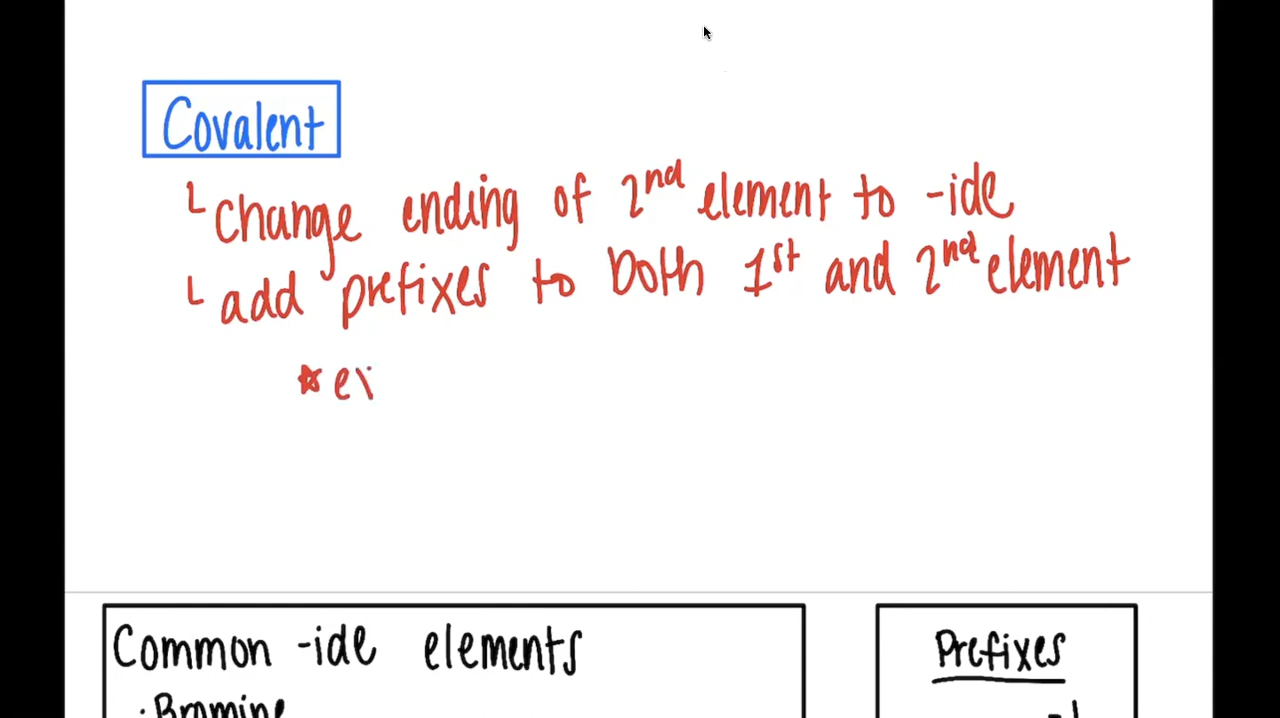 Covalent
└ change ending of 2nd element to -ide
└ add prefixes to both 1st and 2nd element
Common -ide elements
Prefixes
· Bromine